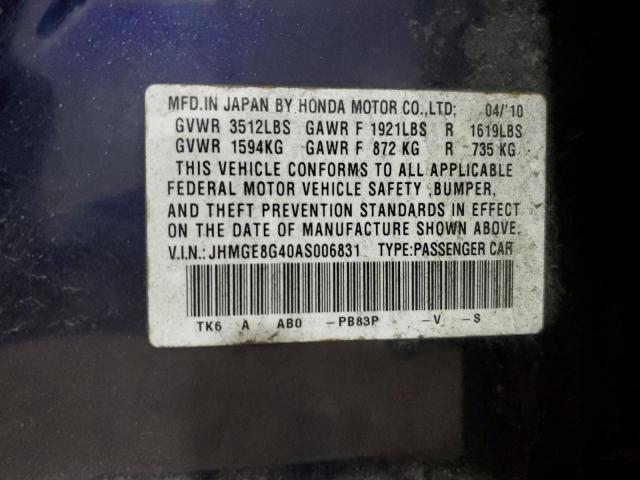 MFD.IN JAPAN BY HONDA MOTOR CO.,LTD; 04/'10
GVWR 3512LBS GAWR F 1921LBS R 1619LBS
GVWR 1594KG GAWR F 872 KG R 735 KG
THIS VEHICLE CONFORMS TO ALL APPLICABLE
FEDERAL MOTOR VEHICLE SAFETY ,BUMPER,
AND THEFT PREVENTION STANDARDS IN EFFECT
ON THE DATE OF MANUFACTURE SHOWN ABOVE.
V.I.N.:JHMGE8G40AS006831 TYPE:PASSENGER CAR
TK6 A AB0 -PB83P -V -S